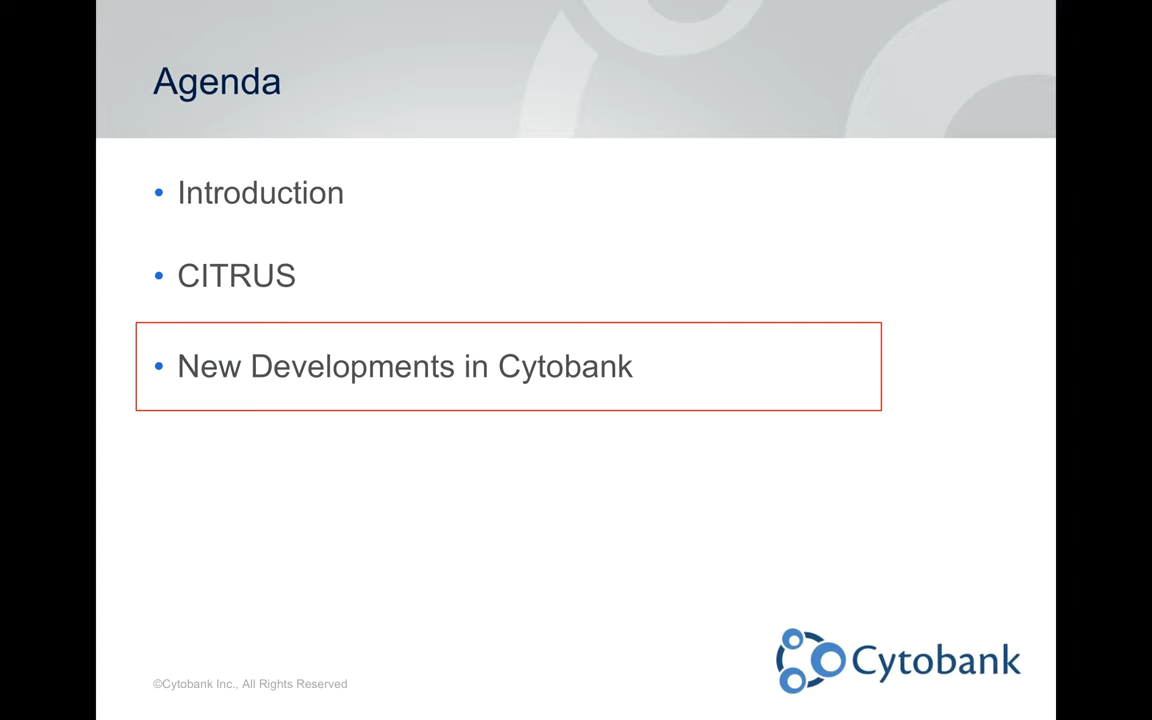 Agenda
• Introduction
• CITRUS
• New Developments in Cytobank
©Cytobank Inc., All Rights Reserved
Cytobank